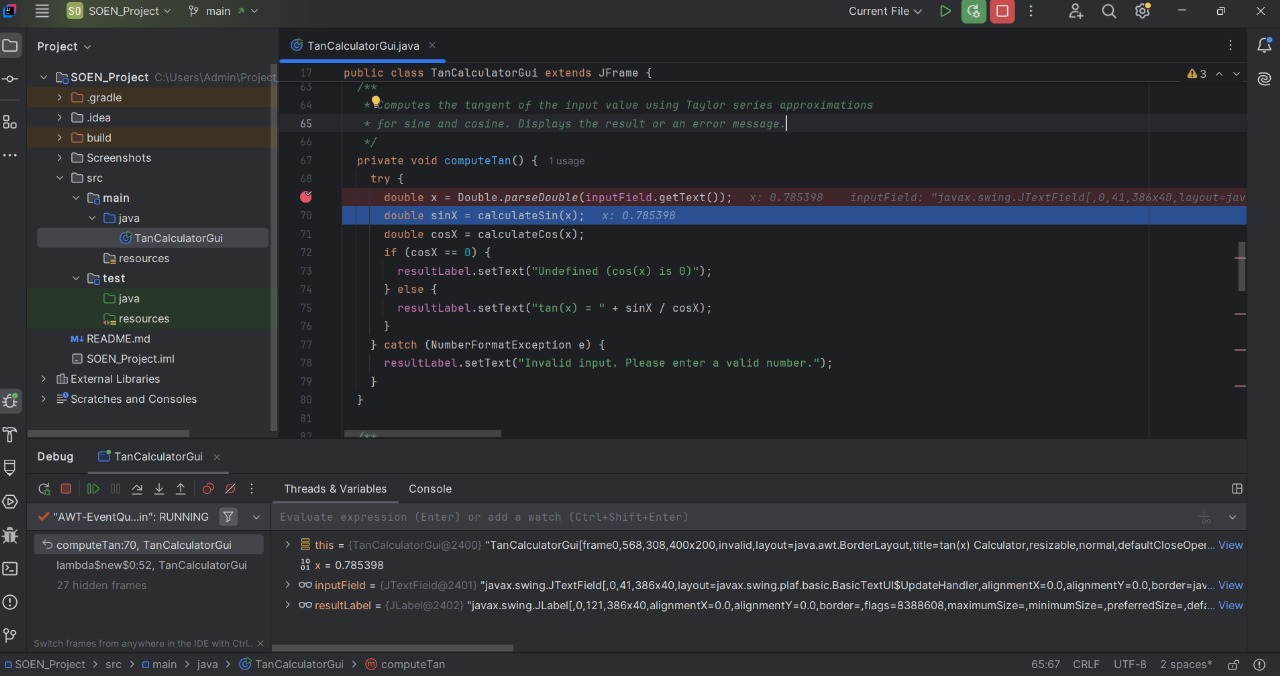 SO SOEN_Project main Current File
Project
SOEN_Project C:\Users\Admin\Project
.gradle
.idea
build
Screenshots
src
main
java
TanCalculatorGui
resources
test
java
resources
README.md
SOEN_Project.iml
External Libraries
Scratches and Consoles
TanCalculatorGui.java
17 public class TanCalculatorGui extends JFrame { 3
63 /**
64 * Computes the tangent of the input value using Taylor series approximations
65 * for sine and cosine. Displays the result or an error message.
66 */
67 private void computeTan() { 1 usage
68 try {
double x = Double.parseDouble(inputField.getText()); x: 0.785398 inputField: "javax.swing.JTextField[,0,41,386x40,layout=jav
70 double sinX = calculateSin(x); x: 0.785398
71 double cosX = calculateCos(x);
72 if (cosX == 0) {
73 resultLabel.setText("Undefined (cos(x) is 0)");
74 } else {
75 resultLabel.setText("tan(x) = " + sinX / cosX);
76 }
77 } catch (NumberFormatException e) {
78 resultLabel.setText("Invalid input. Please enter a valid number.");
79 }
80 }
81
82 /**
Debug TanCalculatorGui
Threads & Variables Console
"AWT-EventQu...in": RUNNING
computeTan:70, TanCalculatorGui
lambda$new$0:52, TanCalculatorGui
27 hidden frames
Switch frames from anywhere in the IDE with Ctrl..
Evaluate expression (Enter) or add a watch (Ctrl+Shift+Enter)
this = {TanCalculatorGui@2400} "TanCalculatorGui[frame0,568,308,400x200,invalid,layout=java.awt.BorderLayout,title=tan(x) Calculator,resizable,normal,defaultCloseOper... View
x = 0.785398
inputField = {JTextField@2401} "javax.swing.JTextField[,0,41,386x40,layout=javax.swing.plaf.basic.BasicTextUI$UpdateHandler,alignmentX=0.0,alignmentY=0.0,border=jav... View
resultLabel = {JLabel@2402} "javax.swing.JLabel[,0,121,386x40,alignmentX=0.0,alignmentY=0.0,border=,flags=8388608,maximumSize=,minimumSize=,preferredSize=,defa... View
SOEN_Project > src > main > java > TanCalculatorGui > computeTan 65:67 CRLF UTF-8 2 spaces*